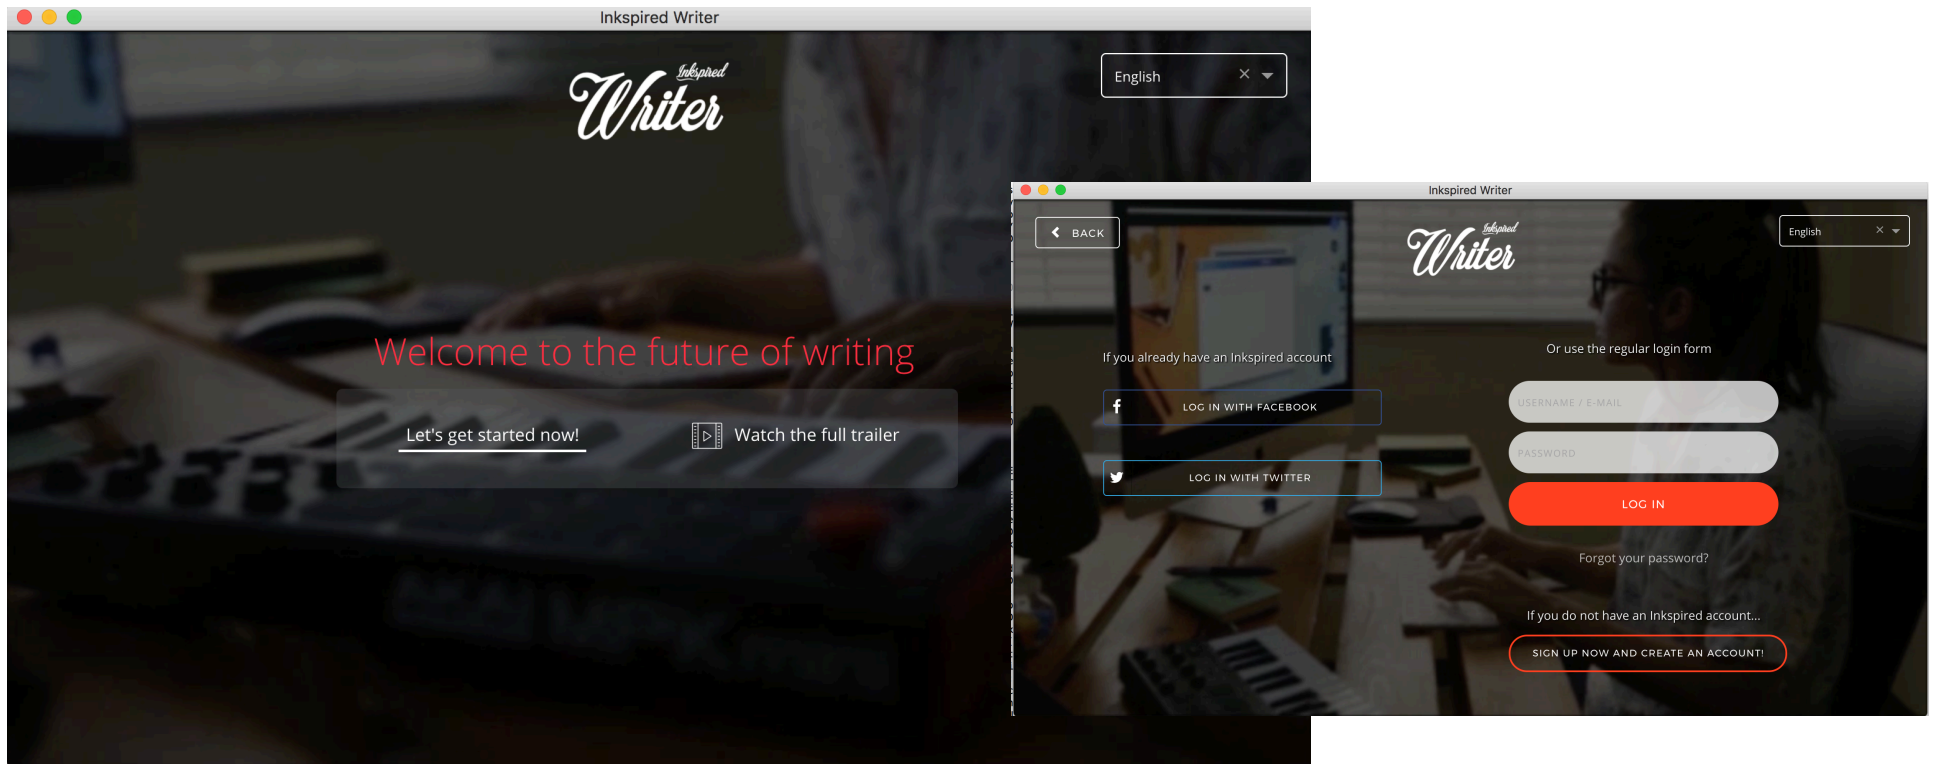 Inkspired Writer
Inkspired
Writer
English
Welcome to the future of writing
Let's get started now!
Watch the full trailer
Inkspired Writer
BACK
Inkspired
Writer
English
If you already have an Inkspired account
LOG IN WITH FACEBOOK
LOG IN WITH TWITTER
Or use the regular login form
USERNAME / E-MAIL
PASSWORD
LOG IN
Forgot your password?
If you do not have an Inkspired account...
SIGN UP NOW AND CREATE AN ACCOUNT!
AKAI MPK mini